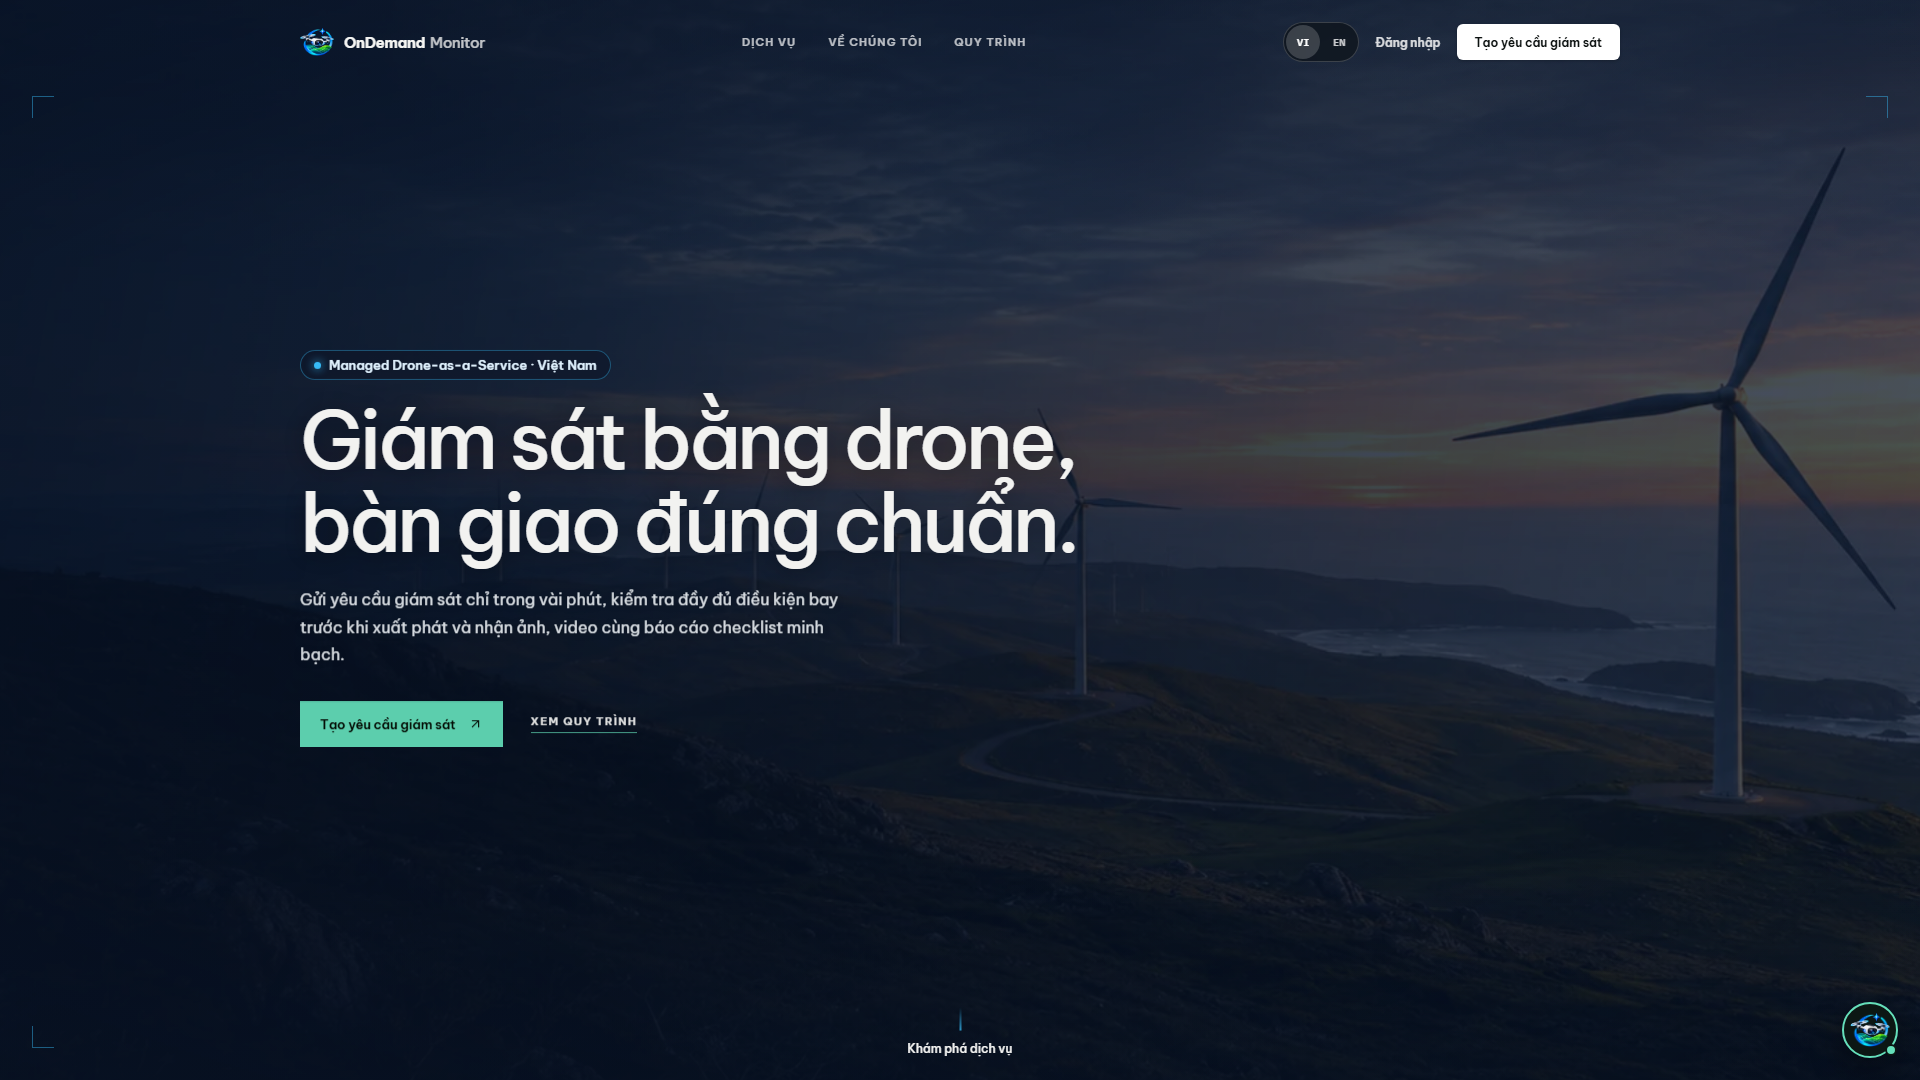 OnDemand Monitor
DỊCH VỤ
VỀ CHÚNG TÔI
QUY TRÌNH
VI
EN
Đăng nhập
Tạo yêu cầu giám sát
Managed Drone-as-a-Service · Việt Nam
Giám sát bằng drone,
bàn giao đúng chuẩn.
Gửi yêu cầu giám sát chỉ trong vài phút, kiểm tra đầy đủ điều kiện bay
trước khi xuất phát và nhận ảnh, video cùng báo cáo checklist minh
bạch.
Tạo yêu cầu giám sát
XEM QUY TRÌNH
Khám phá dịch vụ